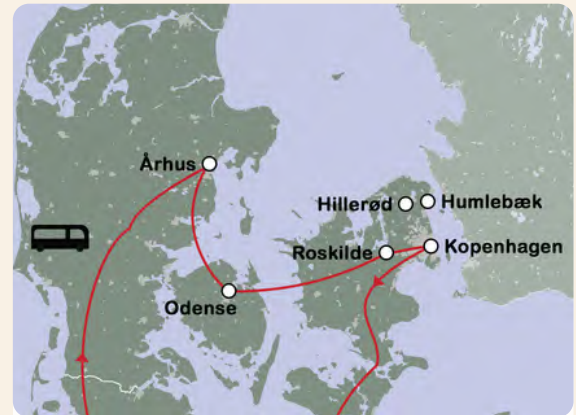 Århus
Hillerød
Humlebæk
Roskilde
Kopenhagen
Odense